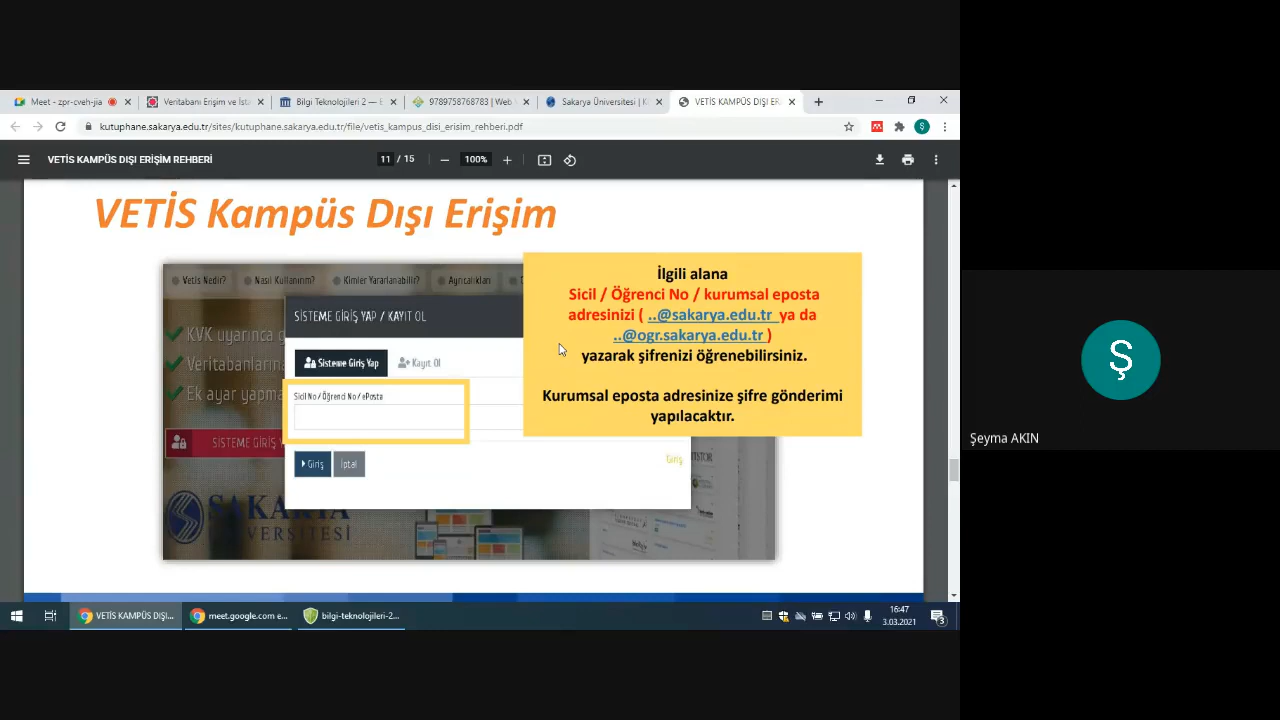 Meet - zpr-cveh-jia
Veritabanı Erişim ve İsta
Bilgi Teknolojileri 2 — E
9789758768783 | Web
Sakarya Üniversitesi | K
VETİS KAMPÜS DIŞI ER
kutuphane.sakarya.edu.tr/sites/kutuphane.sakarya.edu.tr/file/vetis_kampus_disi_erisim_rehberi.pdf
Ş
VETİS KAMPÜS DIŞI ERİŞİM REHBERİ
11 / 15
100%
VETİS Kampüs Dışı Erişim
Vetis Nedir?
Nasıl Kullanırım?
Kimler Yararlanabilir?
Ayrıcalıkları
KVK uyarınca
Veritabanların
Ek ayar yapma
SİSTEME GİRİŞ YAP / KAYIT OL
Sisteme Giriş Yap
Kayıt Ol
Sicil No / Öğrenci No / ePosta
SİSTEME GİRİŞ
Giriş
İptal
Giriş
SAKARYA
ÜNİVERSİTESİ
İlgili alana
Sicil / Öğrenci No / kurumsal eposta
adresinizi ( ..@sakarya.edu.tr ya da
..@ogr.sakarya.edu.tr )
yazarak şifrenizi öğrenebilirsiniz.
Kurumsal eposta adresinize şifre gönderimi
yapılacaktır.
Ş
Şeyma AKIN
VETİS KAMPÜS DIŞI...
meet.google.com e...
bilgi-teknolojileri-2...
16:47
3.03.2021
3